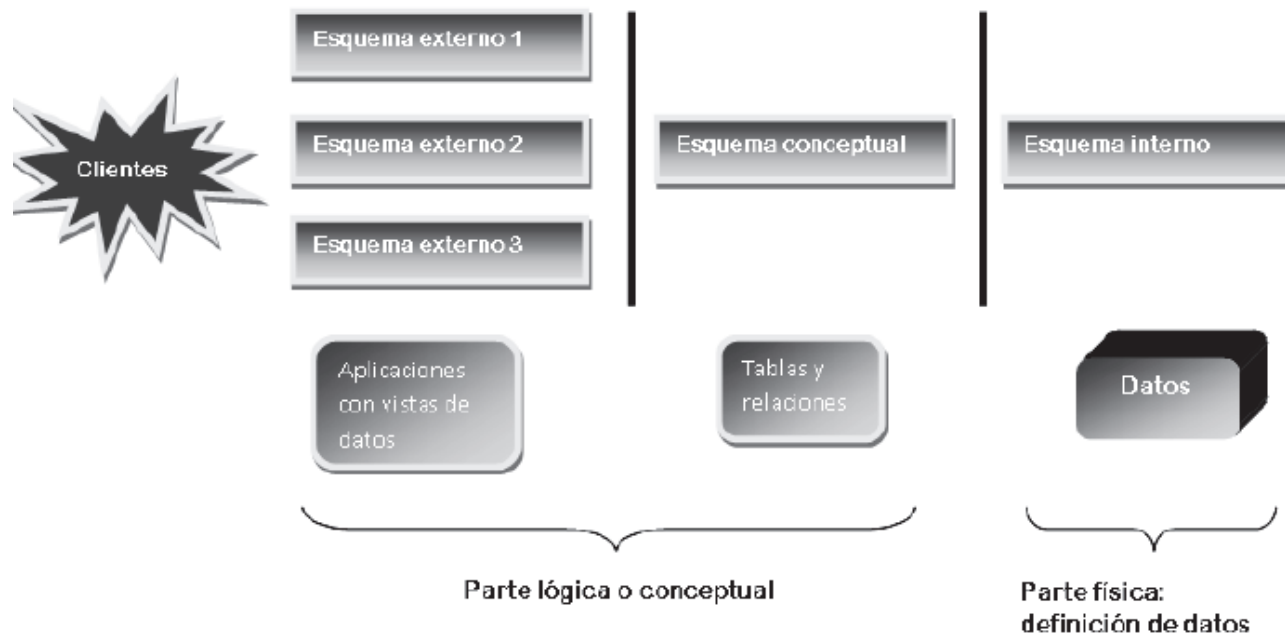 Esquema externo 1
Clientes
Esquema externo 2
Esquema externo 3
Esquema conceptual
Esquema interno
Aplicaciones
con vistas de
datos
Tablas y
relaciones
Datos
Parte lógica o conceptual
Parte física:
definición de datos